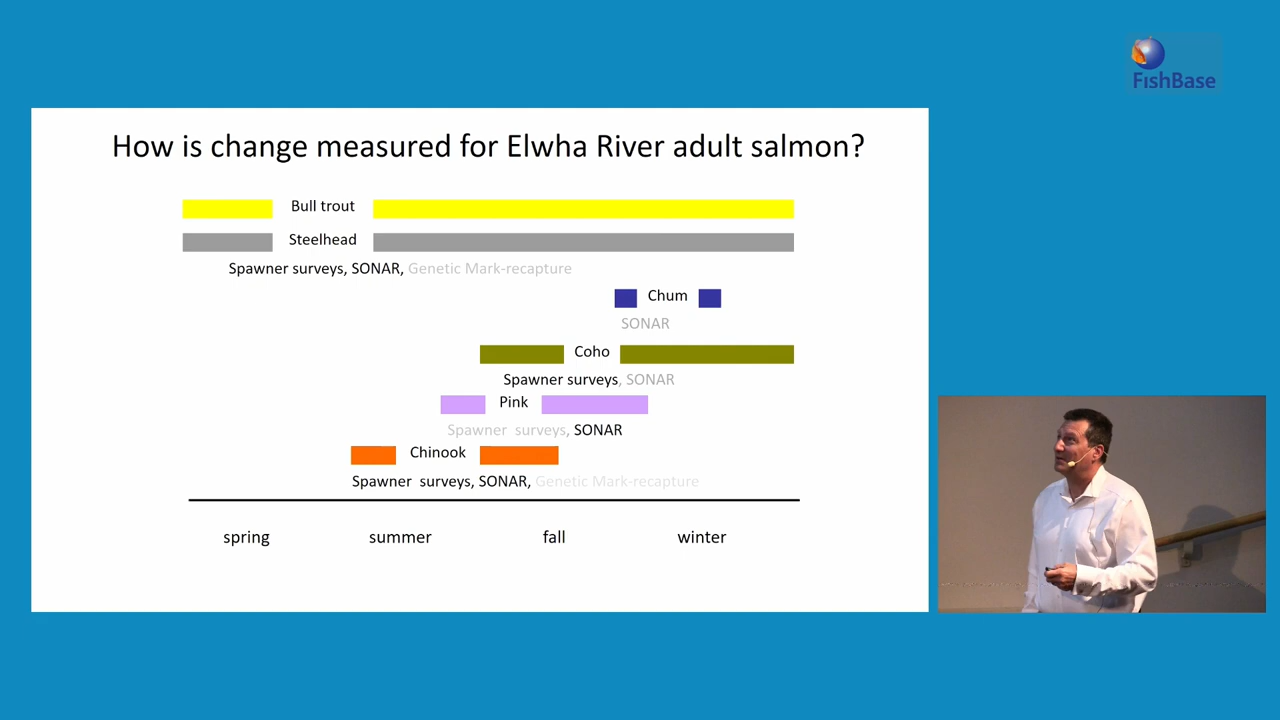 FishBase
How is change measured for Elwha River adult salmon?
Bull trout
Steelhead
Spawner surveys, SONAR, Genetic Mark-recapture
Chum
SONAR
Coho
Spawner surveys, SONAR
Pink
Spawner surveys, SONAR
Chinook
Spawner surveys, SONAR, Genetic Mark-recapture
spring summer fall winter